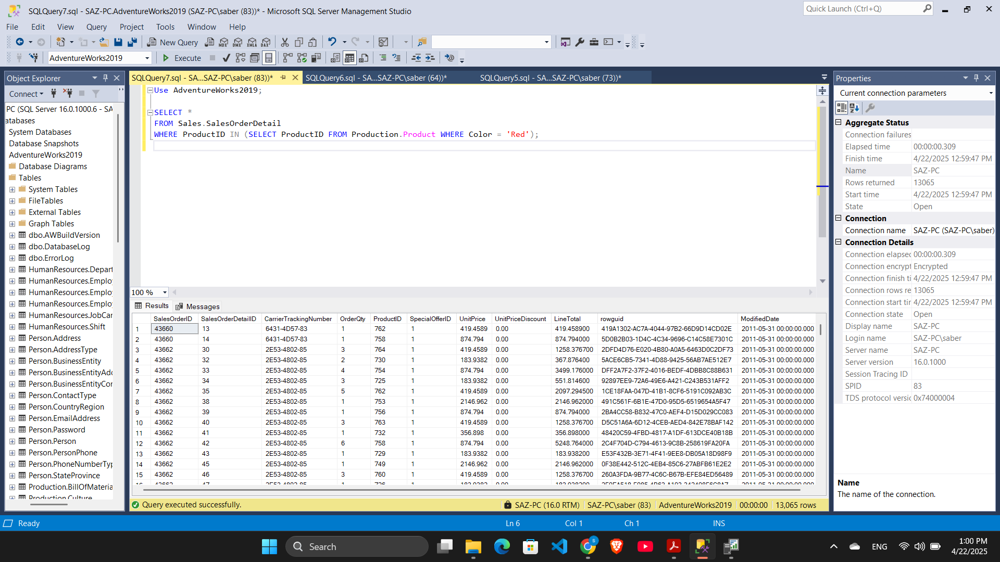 SQLQuery7.sql - SAZ-PC.AdventureWorks2019 (SAZ-PC\saber (83))* - Microsoft SQL Server Management Studio
Quick Launch (Ctrl+Q)
File Edit View Query Project Tools Window Help
New Query MDX DMX XMLA DAX
AdventureWorks2019 Execute
Object Explorer
Connect
PC (SQL Server 16.0.1000.6 - SA
atabases
System Databases
Database Snapshots
AdventureWorks2019
Database Diagrams
Tables
System Tables
FileTables
External Tables
Graph Tables
dbo.AWBuildVersion
dbo.DatabaseLog
dbo.ErrorLog
HumanResources.Depart
HumanResources.Employ
HumanResources.Employ
HumanResources.Employ
HumanResources.JobCan
HumanResources.Shift
Person.Address
Person.AddressType
Person.BusinessEntity
Person.BusinessEntityAdd
Person.BusinessEntityCor
Person.ContactType
Person.CountryRegion
Person.EmailAddress
Person.Password
Person.Person
Person.PersonPhone
Person.PhoneNumberTyp
Person.StateProvince
Production.BillOfMateria
Production.Culture
SQLQuery7.sql - SA...SAZ-PC\saber (83))* SQLQuery6.sql - SA...SAZ-PC\saber (64))* SQLQuery5.sql - SA...SAZ-PC\saber (73))*
Use AdventureWorks2019;
SELECT *
FROM Sales.SalesOrderDetail
WHERE ProductID IN (SELECT ProductID FROM Production.Product WHERE Color = 'Red');
100 %
Results Messages
SalesOrderID SalesOrderDetailID CarrierTrackingNumber OrderQty ProductID SpecialOfferID UnitPrice UnitPriceDiscount LineTotal rowguid ModifiedDate
1 43660 13 6431-4D57-83 1 762 1 419.4589 0.00 419.458900 419A1302-AC7A-4044-97B2-66D9D14CD02E 2011-05-31 00:00:00.000
2 43660 14 6431-4D57-83 1 758 1 874.794 0.00 874.794000 5D0B2B03-1D4C-4C34-9696-C14C58E7301C 2011-05-31 00:00:00.000
3 43662 30 2E53-4802-85 3 764 1 419.4589 0.00 1258.376700 2DFD4D76-E020-4B80-A0A5-6463D0C2DF73 2011-05-31 00:00:00.000
4 43662 32 2E53-4802-85 2 730 1 183.9382 0.00 367.876400 5ACE6CB5-7341-4D88-9425-56AB7AE512E7 2011-05-31 00:00:00.000
5 43662 33 2E53-4802-85 4 754 1 874.794 0.00 3499.176000 DFF2A7F2-37F2-4016-BEDF-4DBB8C88B631 2011-05-31 00:00:00.000
6 43662 34 2E53-4802-85 3 725 1 183.9382 0.00 551.814600 92897EE9-72A6-49E6-A421-C243B531AFF2 2011-05-31 00:00:00.000
7 43662 35 2E53-4802-85 5 762 1 419.4589 0.00 2097.294500 1CE18FAA-047D-41B1-8CF6-5191C092AB3C 2011-05-31 00:00:00.000
8 43662 38 2E53-4802-85 1 753 1 2146.962 0.00 2146.962000 491C561F-6B1E-47D0-95D5-6519654A5F47 2011-05-31 00:00:00.000
9 43662 39 2E53-4802-85 1 756 1 874.794 0.00 874.794000 2BA4CC58-B832-47C0-AEF4-D15D029CC083 2011-05-31 00:00:00.000
10 43662 40 2E53-4802-85 3 763 1 419.4589 0.00 1258.376700 D5C51A6A-6D12-4CEB-AED4-842E78BAF142 2011-05-31 00:00:00.000
11 43662 41 2E53-4802-85 1 732 1 356.898 0.00 356.898000 48420C59-4FBD-4817-A1DF-613DCE40B18B 2011-05-31 00:00:00.000
12 43662 42 2E53-4802-85 6 758 1 874.794 0.00 5248.764000 2C4F704D-C794-4613-9C8B-258619FA20FA 2011-05-31 00:00:00.000
13 43662 43 2E53-4802-85 1 729 1 183.9382 0.00 183.938200 E53F432B-3E71-4F41-9EE8-DB05A18D98F9 2011-05-31 00:00:00.000
14 43662 45 2E53-4802-85 1 749 1 2146.962 0.00 2146.962000 0F38E442-512C-4EB4-85C6-27ABFB61E2E2 2011-05-31 00:00:00.000
15 43662 46 2E53-4802-85 3 760 1 419.4589 0.00 1258.376700 260A3FDA-9B77-4C6C-B67B-EFE84ED56489 2011-05-31 00:00:00.000
Query executed successfully. SAZ-PC (16.0 RTM) SAZ-PC\saber (83) AdventureWorks2019 00:00:00 13,065 rows
Properties
Current connection parameters
Aggregate Status
Connection failures
Elapsed time 00:00:00.309
Finish time 4/22/2025 12:59:47 PM
Name SAZ-PC
Rows returned 13065
Start time 4/22/2025 12:59:47 PM
State Open
Connection
Connection name SAZ-PC (SAZ-PC\saber)
Connection Details
Connection elapsed 00:00:00.309
Connection encrypt Encrypted
Connection finish ti 4/22/2025 12:59:47 PM
Connection rows re 13065
Connection start tir 4/22/2025 12:59:47 PM
Connection state Open
Display name SAZ-PC
Login name SAZ-PC\saber
Server name SAZ-PC
Server version 16.0.1000
Session Tracing ID
SPID 83
TDS protocol versic 0x74000004
Name
The name of the connection.
Ready Ln 6 Col 1 Ch 1 INS
Search ENG 1:00 PM
4/22/2025